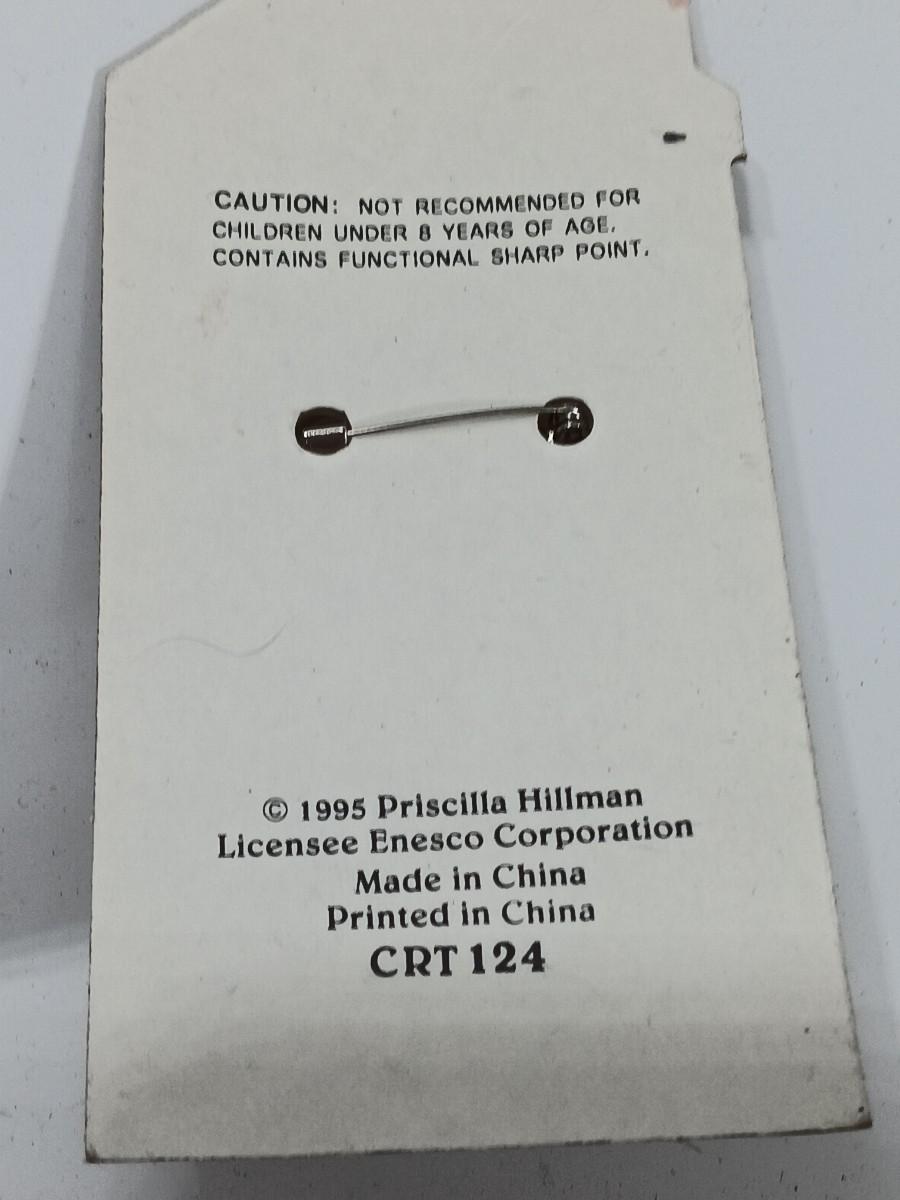 CAUTION: NOT RECOMMENDED FOR
CHILDREN UNDER 8 YEARS OF AGE.
CONTAINS FUNCTIONAL SHARP POINT.
© 1995 Priscilla Hillman
Licensee Enesco Corporation
Made in China
Printed in China
CRT 124